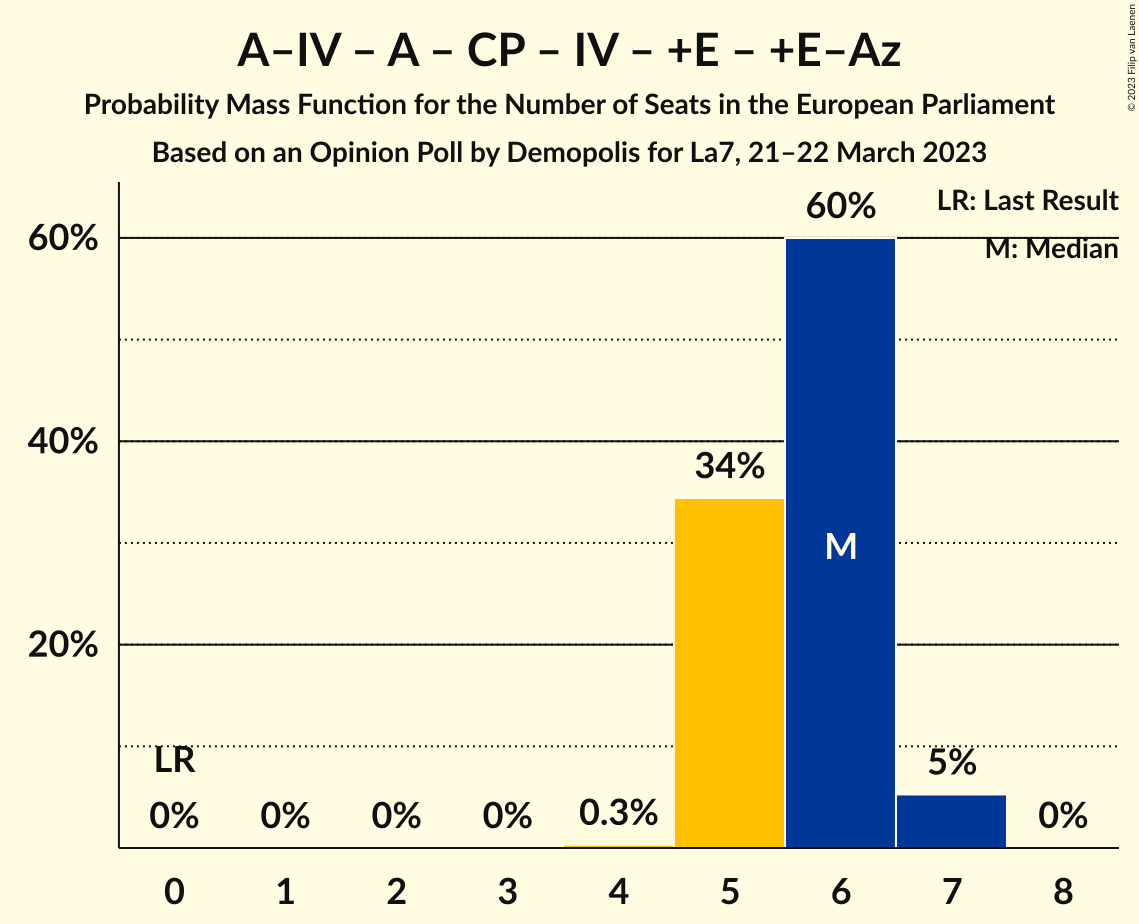 A–IV – A – CP – IV – +E – +E–Az
Probability Mass Function for the Number of Seats in the European Parliament
Based on an Opinion Poll by Demopolis for La7, 21–22 March 2023
© 2023 Filip van Laenen
LR: Last Result
M: Median
60%
40%
20%
LR
0%
0%
0%
0%
0.3%
34%
60%
M
5%
0%
0 1 2 3 4 5 6 7 8